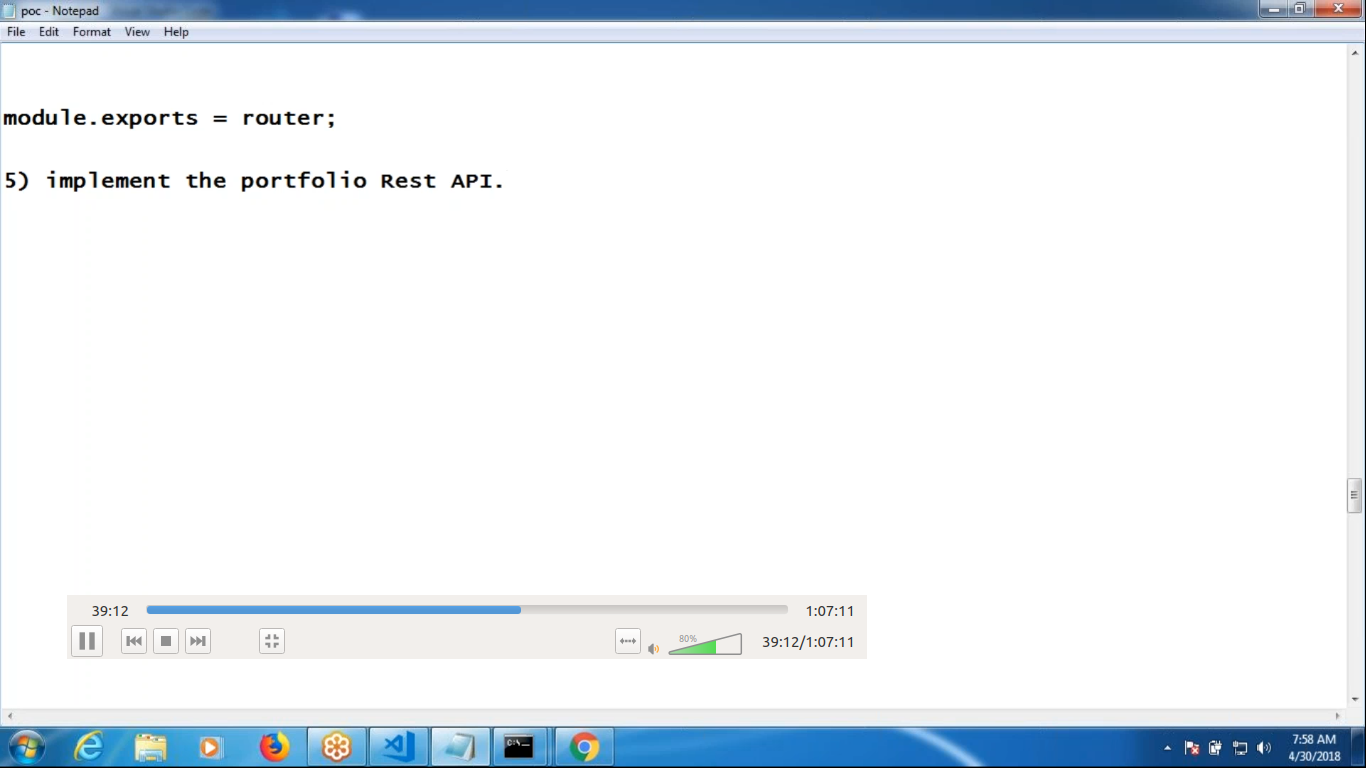 poc - Notepad
File Edit Format View Help
module.exports = router;
5) implement the portfolio Rest API.
39:12 1:07:11
80% 39:12/1:07:11
7:58 AM
4/30/2018